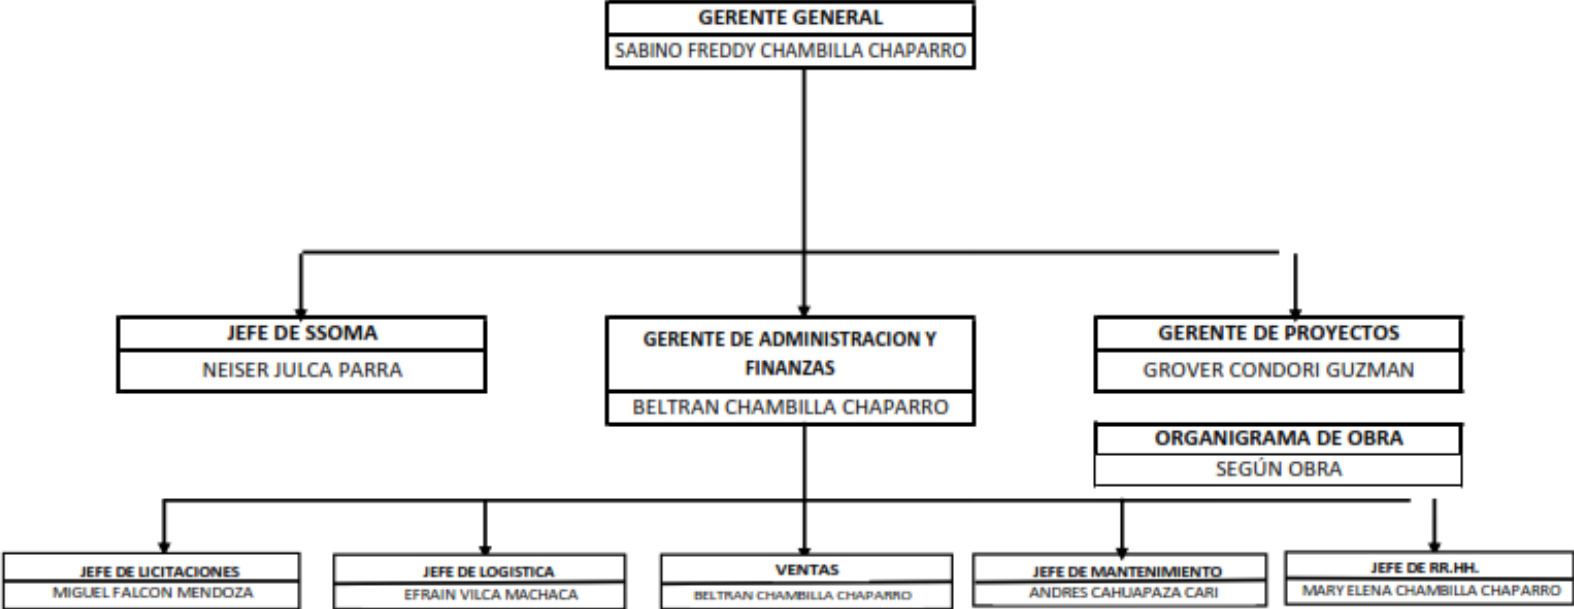 GERENTE GENERAL
SABINO FREDDY CHAMBILLA CHAPARRO
JEFE DE SSOMA
NEISER JULCA PARRA
GERENTE DE ADMINISTRACION Y
FINANZAS
BELTRAN CHAMBILLA CHAPARRO
GERENTE DE PROYECTOS
GROVER CONDORI GUZMAN
ORGANIGRAMA DE OBRA
SEGÚN OBRA
JEFE DE LICITACIONES
MIGUEL FALCON MENDOZA
JEFE DE LOGISTICA
EFRAIN VILCA MACHACA
VENTAS
BELTRAN CHAMBILLA CHAPARRO
JEFE DE MANTENIMIENTO
ANDRES CAHUAPAZA CARI
JEFE DE RR.HH.
MARY ELENA CHAMBILLA CHAPARRO